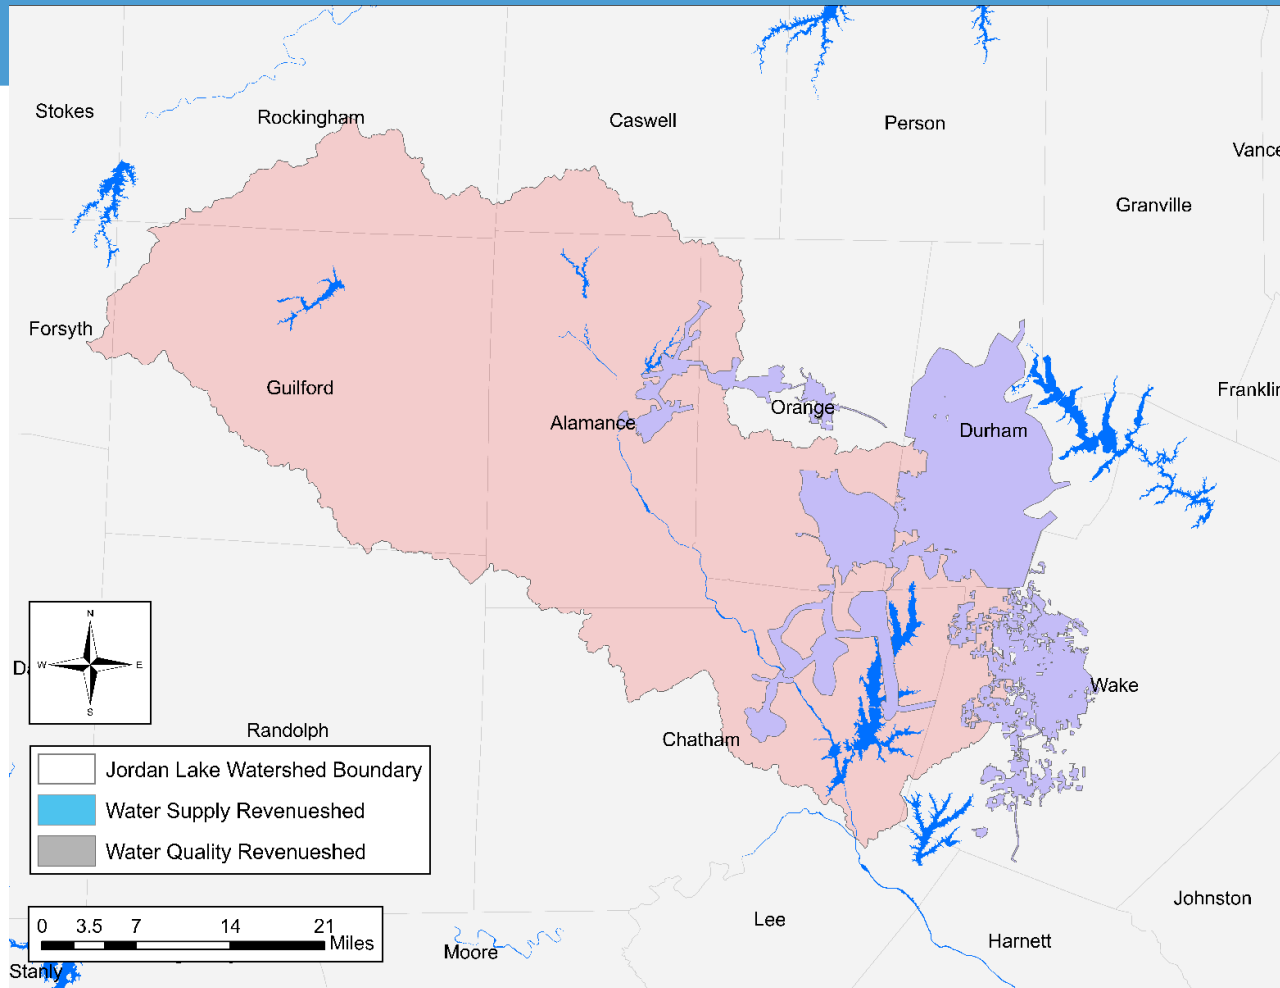 Stokes
Rockingham
Caswell
Person
Vance
Granville
Forsyth
Guilford
Alamance
Orange
Durham
Franklin
N
W E
S
Wake
Randolph
Chatham
Jordan Lake Watershed Boundary
Water Supply Revenueshed
Water Quality Revenueshed
0 3.5 7 14 21
Miles
Lee
Johnston
Moore
Harnett
Stanly